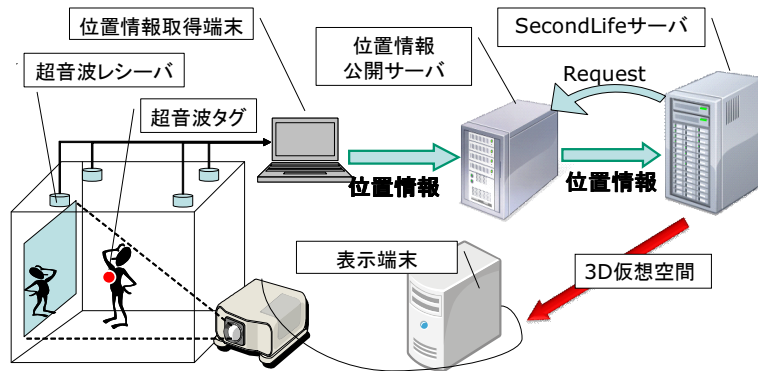 位置情報取得端末
SecondLifeサーバ
位置情報
公開サーバ
超音波レシーバ
Request
超音波タグ
位置情報
位置情報
表示端末
3D仮想空間